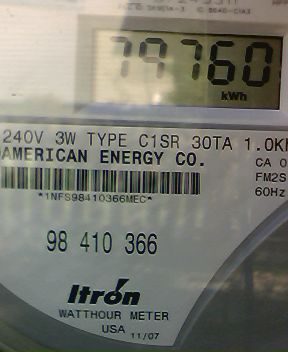 79760
kWh
240V 3W TYPE C1SR 30TA 1.0K
AMERICAN ENERGY CO.
CA 0
FM2S
60Hz
*1NFS98410366MEC*
98 410 366
Itron
WATTHOUR METER
USA 11/07